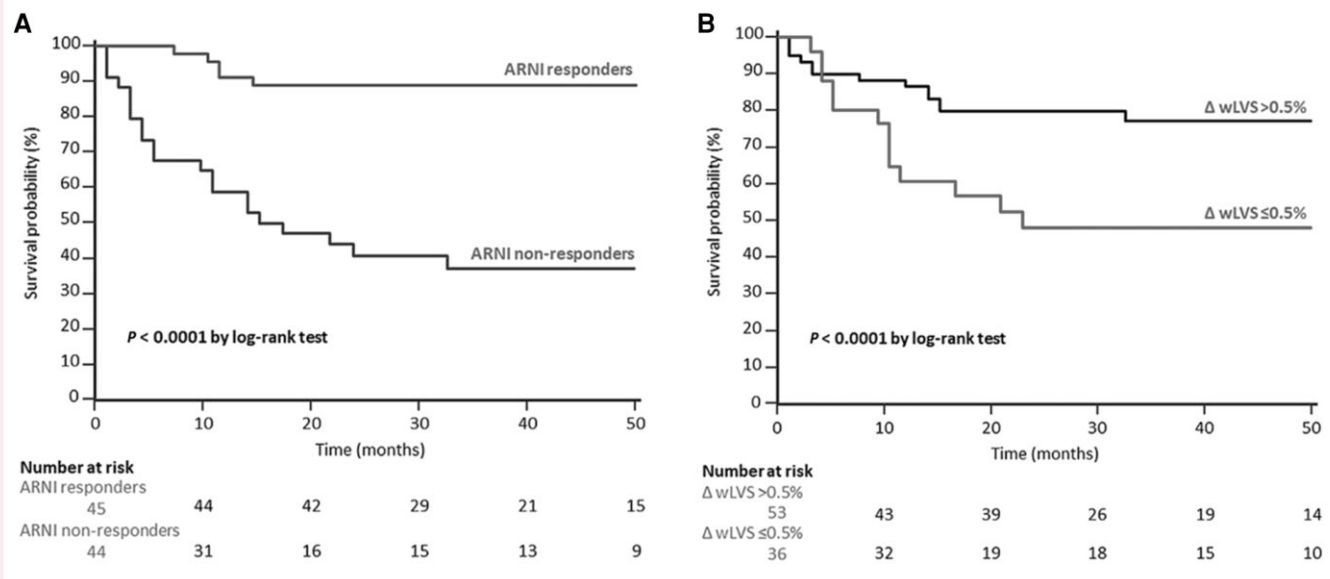 A
Survival probability (%)
100
90
80
70
60
50
40
30
20
10
0
ARNI responders
ARNI non-responders
P < 0.0001 by log-rank test
0 10 20 30 40 50
Time (months)
Number at risk
ARNI responders
45 44 42 29 21 15
ARNI non-responders
44 31 16 15 13 9
B
Survival probability (%)
100
90
80
70
60
50
40
30
20
10
0
Δ wLVS >0.5%
Δ wLVS ≤0.5%
P < 0.0001 by log-rank test
0 10 20 30 40 50
Time (months)
Number at risk
Δ wLVS >0.5%
53 43 39 26 19 14
Δ wLVS ≤0.5%
36 32 19 18 15 10